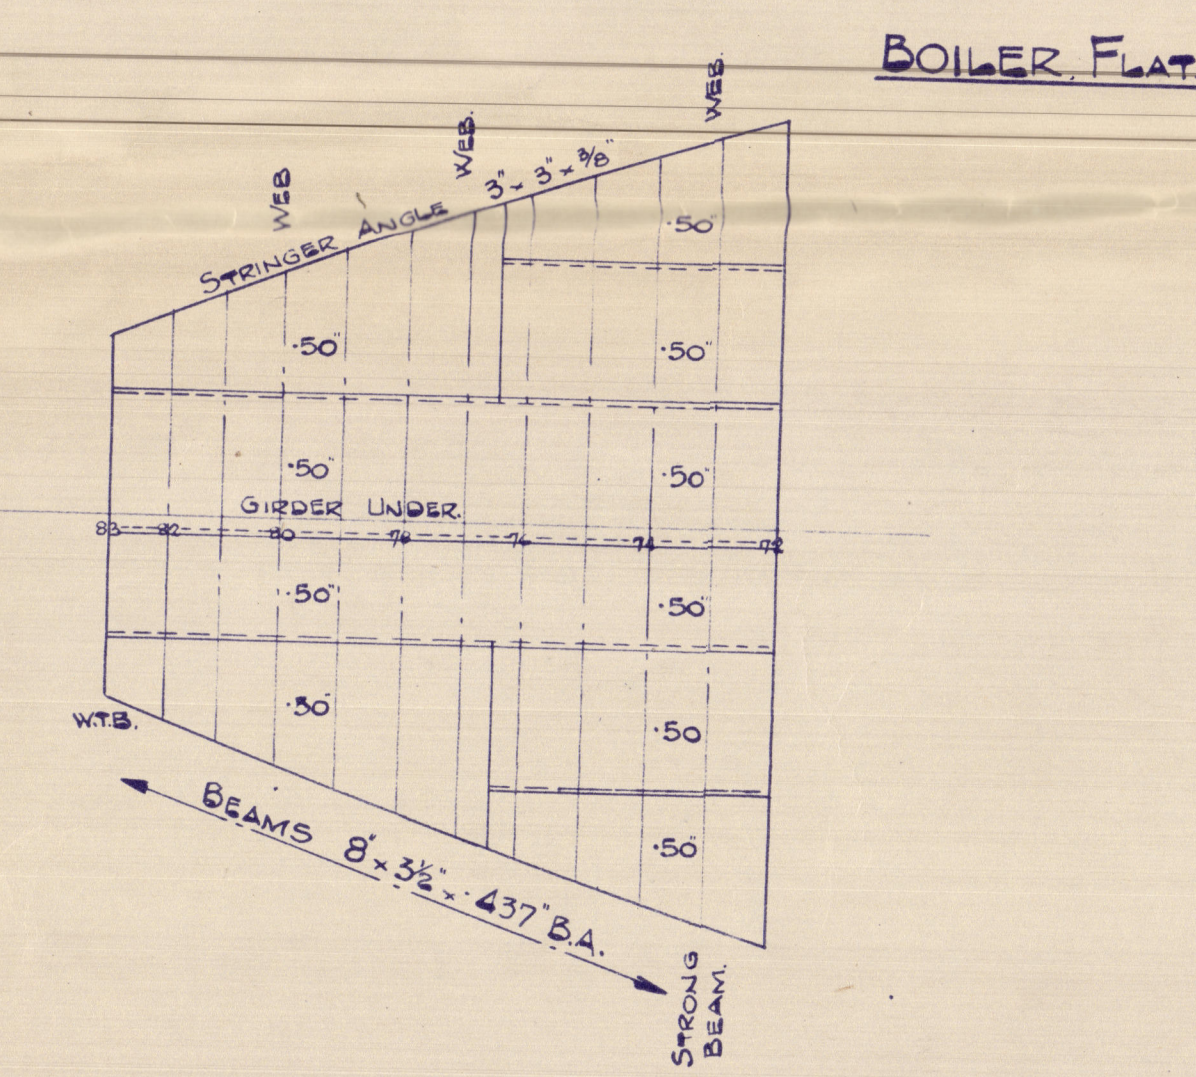 BOILER FLAT.
WEB.
WEB.
WEB
STRINGER ANGLE 3" x 3" x 3/8"
.50"
.50"
.50"
.50"
.50"
GIRDER UNDER.
83 82 80 78 76 74 72
.50"
.50"
.50"
.50
.50"
W.T.B.
BEAMS 8" x 3½" x .437" B.A.
STRONG
BEAM.